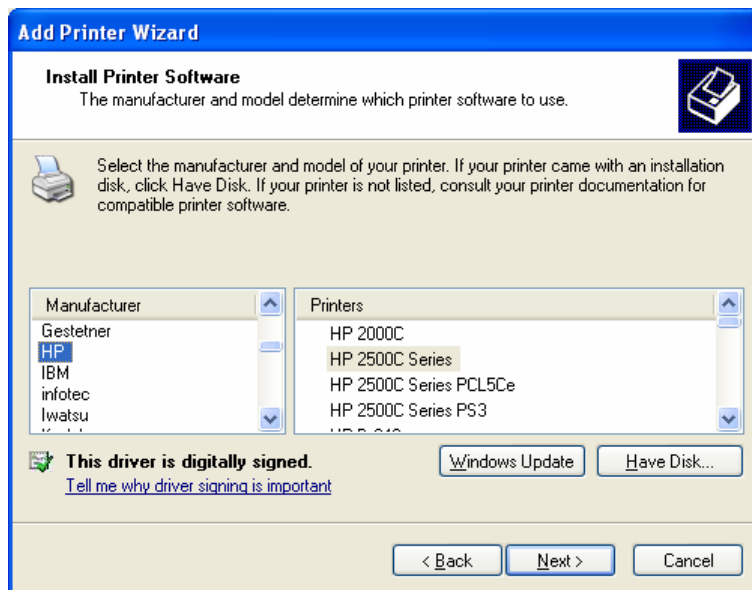 Add Printer Wizard
Install Printer Software
The manufacturer and model determine which printer software to use.
Select the manufacturer and model of your printer. If your printer came with an installation
disk, click Have Disk. If your printer is not listed, consult your printer documentation for
compatible printer software.
Manufacturer
Gestetner
HP
IBM
infotec
Iwatsu
Printers
HP 2000C
HP 2500C Series
HP 2500C Series PCL5Ce
HP 2500C Series PS3
This driver is digitally signed.
Tell me why driver signing is important
Windows Update
Have Disk...
< Back
Next >
Cancel